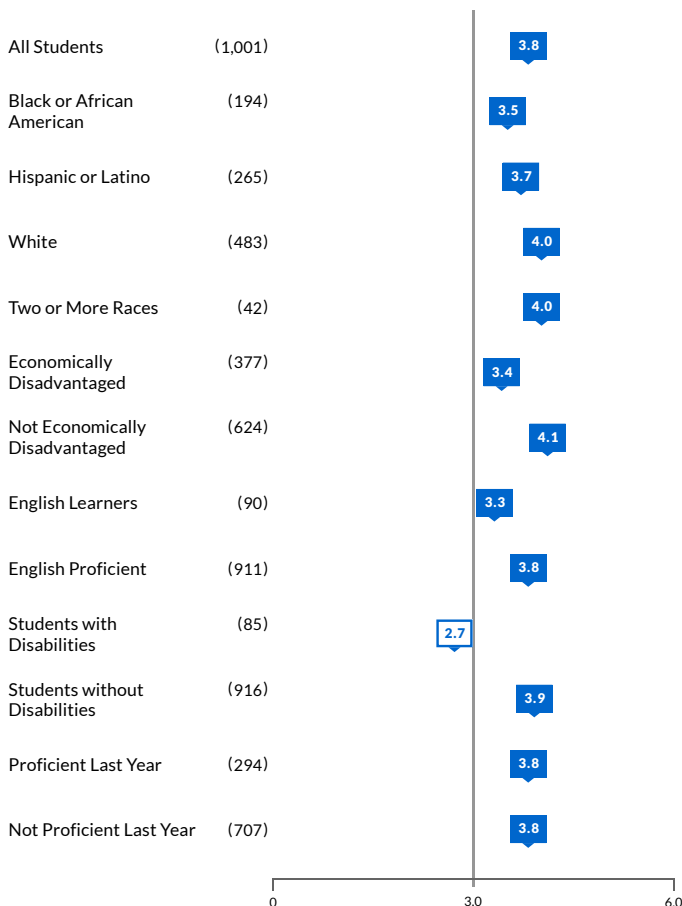 All Students (1,001) 3.8
Black or African (194)
American
3.5
Hispanic or Latino (265) 3.7
White (483) 4.0
Two or More Races (42) 4.0
Economically (377)
Disadvantaged
3.4
Not Economically (624)
Disadvantaged
4.1
English Learners (90) 3.3
English Proficient (911) 3.8
Students with (85)
Disabilities
2.7
Students without (916)
Disabilities
3.9
Proficient Last Year (294) 3.8
Not Proficient Last Year (707) 3.8
0 3.0 6.0